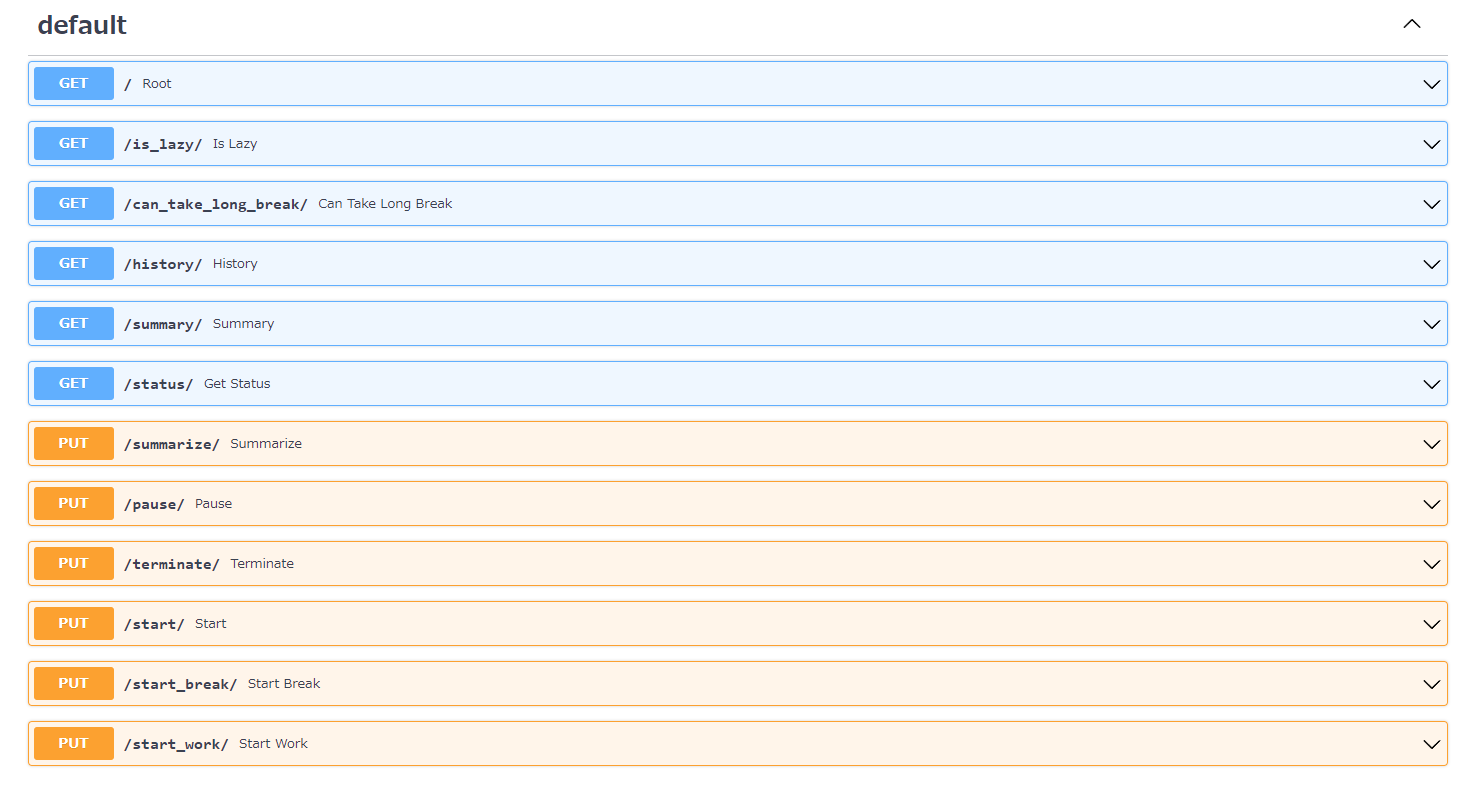 default
GET / Root
GET /is_lazy/ Is Lazy
GET /can_take_long_break/ Can Take Long Break
GET /history/ History
GET /summary/ Summary
GET /status/ Get Status
PUT /summarize/ Summarize
PUT /pause/ Pause
PUT /terminate/ Terminate
PUT /start/ Start
PUT /start_break/ Start Break
PUT /start_work/ Start Work